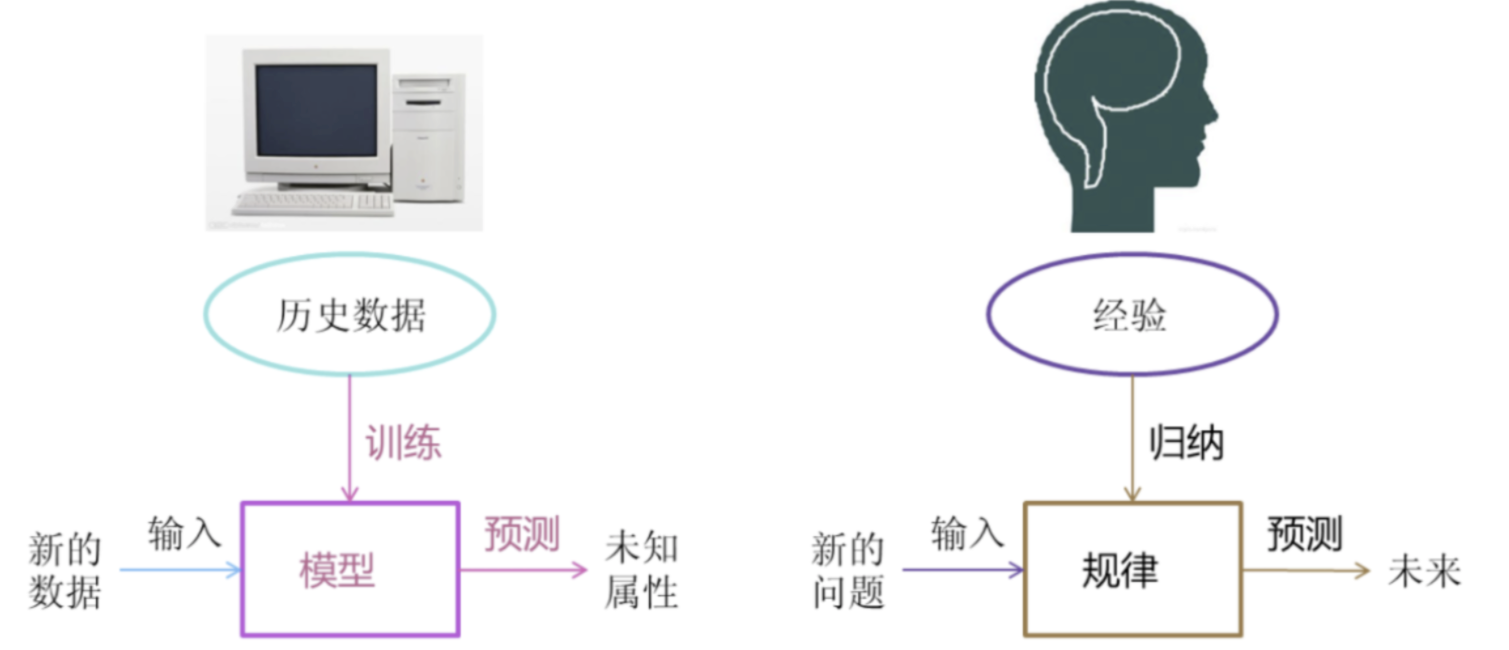 历史数据
训练
新的
数据
输入
模型
预测
未知
属性
经验
归纳
新的
问题
输入
规律
预测
未来